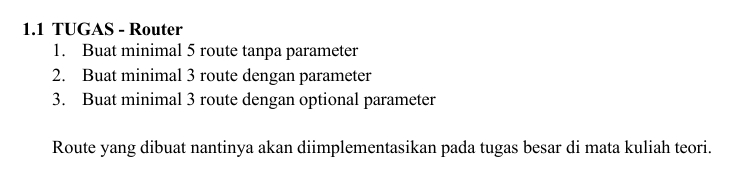 1.1 TUGAS - Router
1. Buat minimal 5 route tanpa parameter
2. Buat minimal 3 route dengan parameter
3. Buat minimal 3 route dengan optional parameter
Route yang dibuat nantinya akan diimplementasikan pada tugas besar di mata kuliah teori.